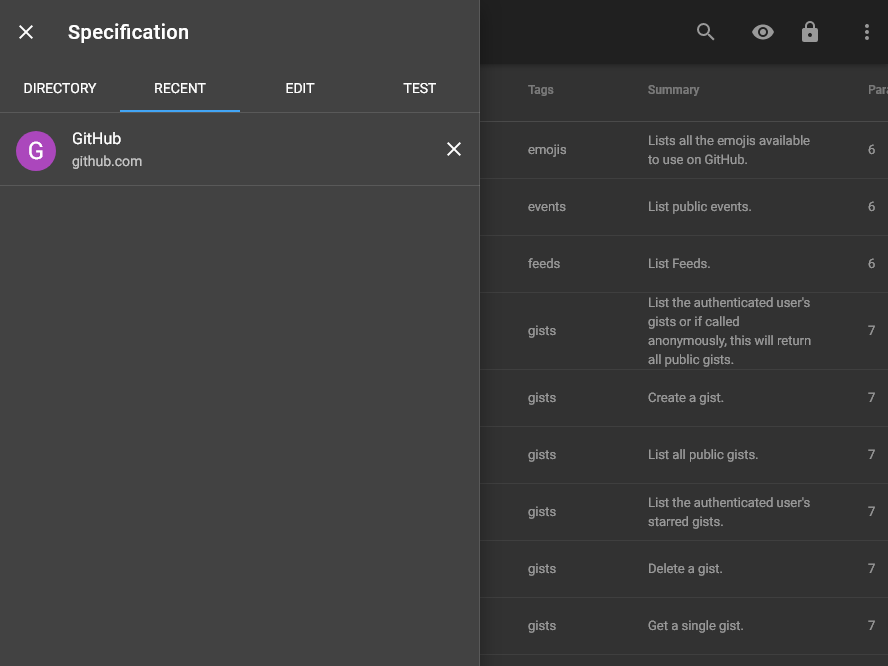 Specification
DIRECTORY RECENT EDIT TEST
G
GitHub
github.com
Tags Summary
emojis Lists all the emojis available
to use on GitHub. 6
events List public events. 6
feeds List Feeds. 6
gists List the authenticated user's
gists or if called
anonymously, this will return
all public gists. 7
gists Create a gist. 7
gists List all public gists. 7
gists List the authenticated user's
starred gists. 7
gists Delete a gist. 7
gists Get a single gist. 7